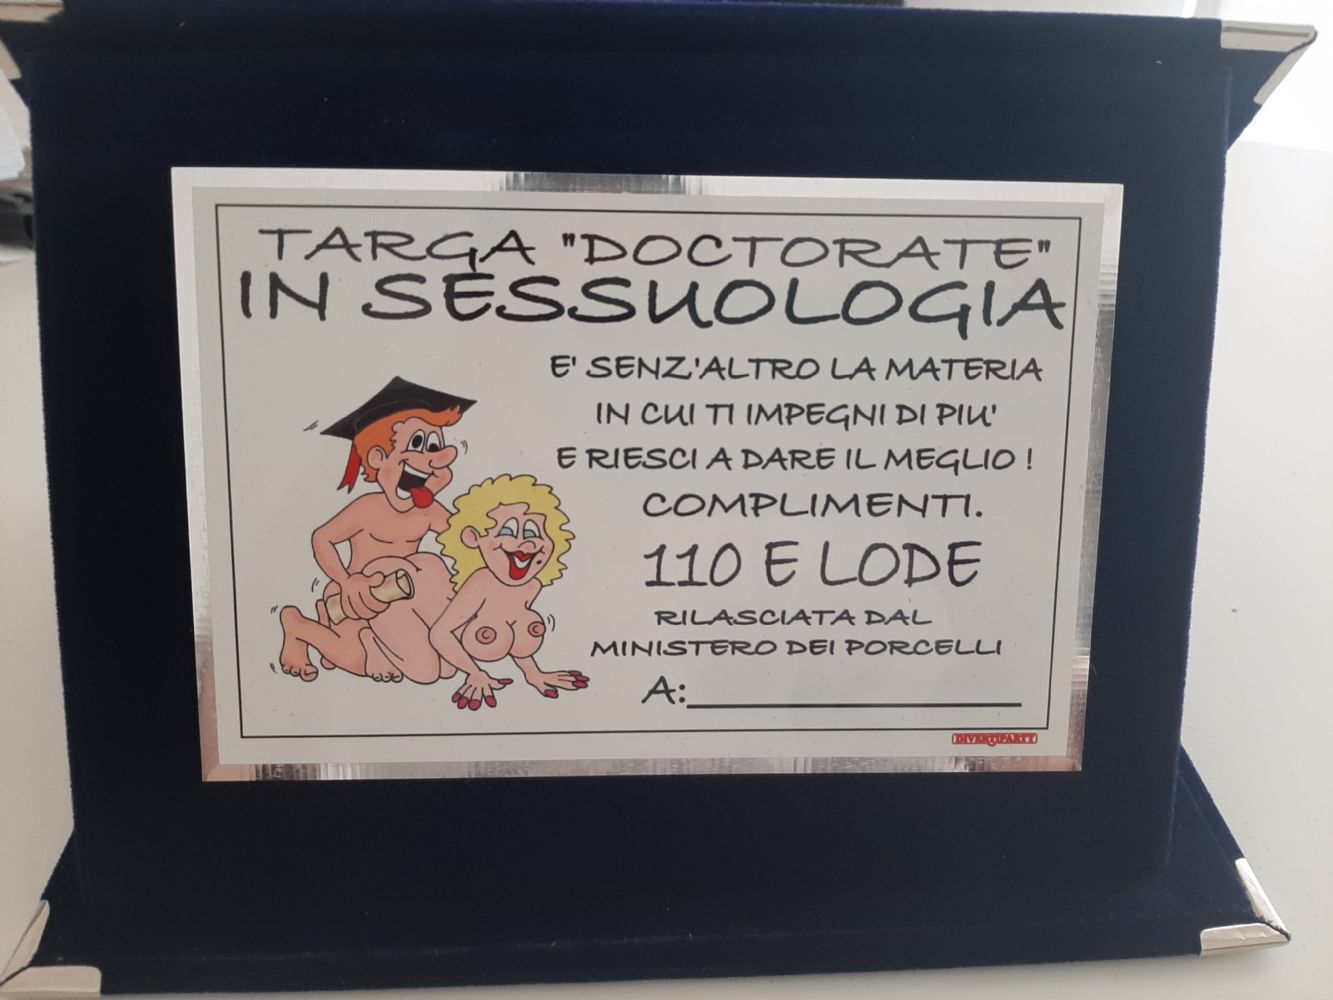 TARGA "DOCTORATE"
IN SESSUOLOGIA
E' SENZ'ALTRO LA MATERIA
IN CUI TI IMPEGNI DI PIU'
E RIESCI A DARE IL MEGLIO !
COMPLIMENTI.
110 E LODE
RILASCIATA DAL
MINISTERO DEI PORCELLI
A:
DIVERTIPARTY